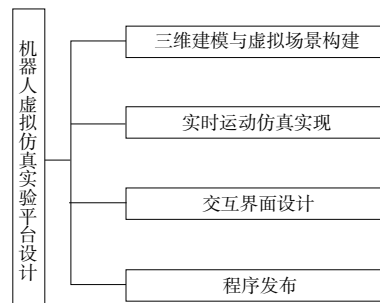 机器人虚拟仿真实验平台设计
三维建模与虚拟场景构建
实时运动仿真实现
交互界面设计
程序发布